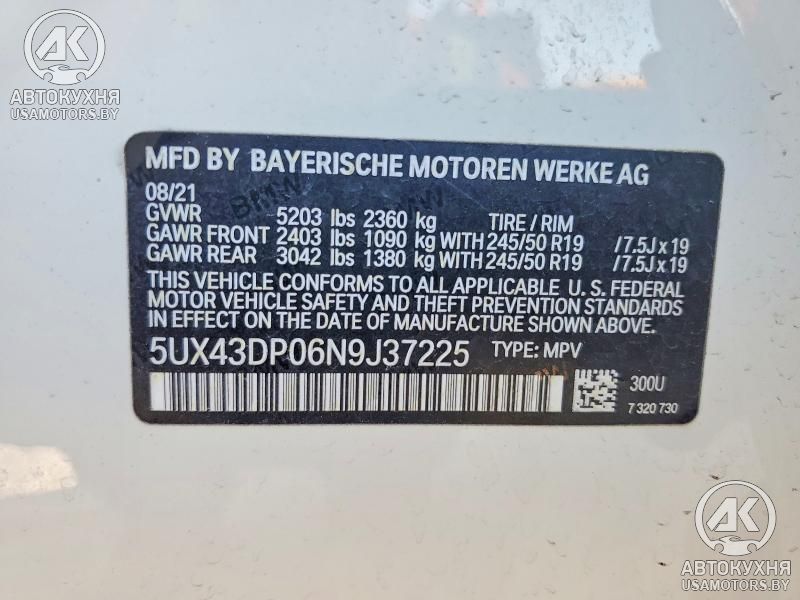 AK
АВТОКУХНЯ
USAMOTORS.BY
MFD BY BAYERISCHE MOTOREN WERKE AG
08/21
GVWR 5203 lbs 2360 kg TIRE / RIM
GAWR FRONT 2403 lbs 1090 kg WITH 245/50 R19 /7.5J x 19
GAWR REAR 3042 lbs 1380 kg WITH 245/50 R19 /7.5J x 19
THIS VEHICLE CONFORMS TO ALL APPLICABLE U. S. FEDERAL
MOTOR VEHICLE SAFETY AND THEFT PREVENTION STANDARDS
IN EFFECT ON THE DATE OF MANUFACTURE SHOWN ABOVE.
5UX43DP06N9J37225 TYPE: MPV
300U
7 320 730
AK
АВТОКУХНЯ
USAMOTORS.BY